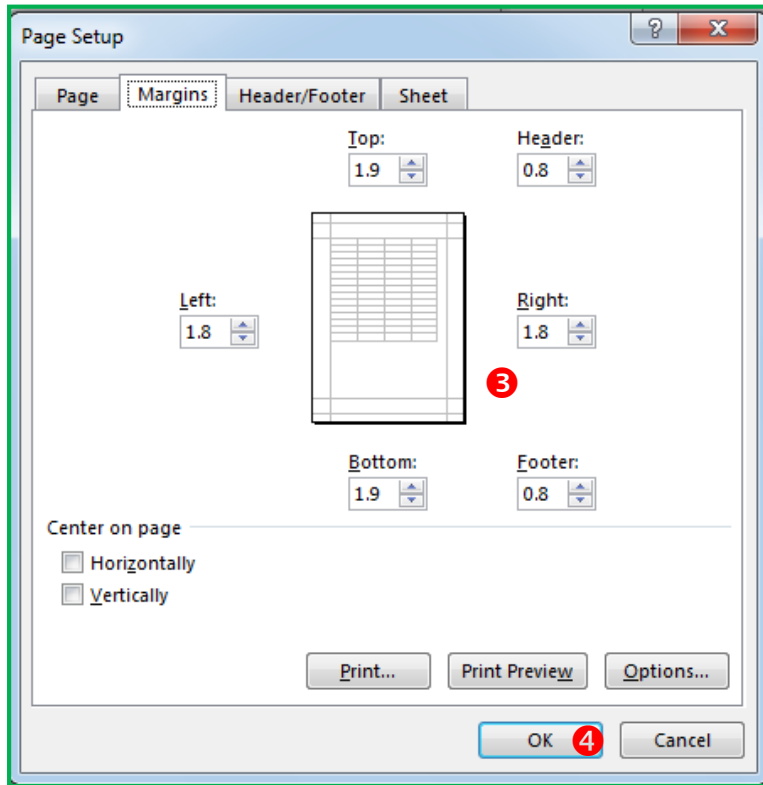 Page Setup
? X
Page Margins Header/Footer Sheet
Top: Header:
1.9 0.8
Left: Right:
1.8 1.8
3
Bottom: Footer:
1.9 0.8
Center on page
Horizontally
Vertically
Print... Print Preview Options...
OK 4 Cancel